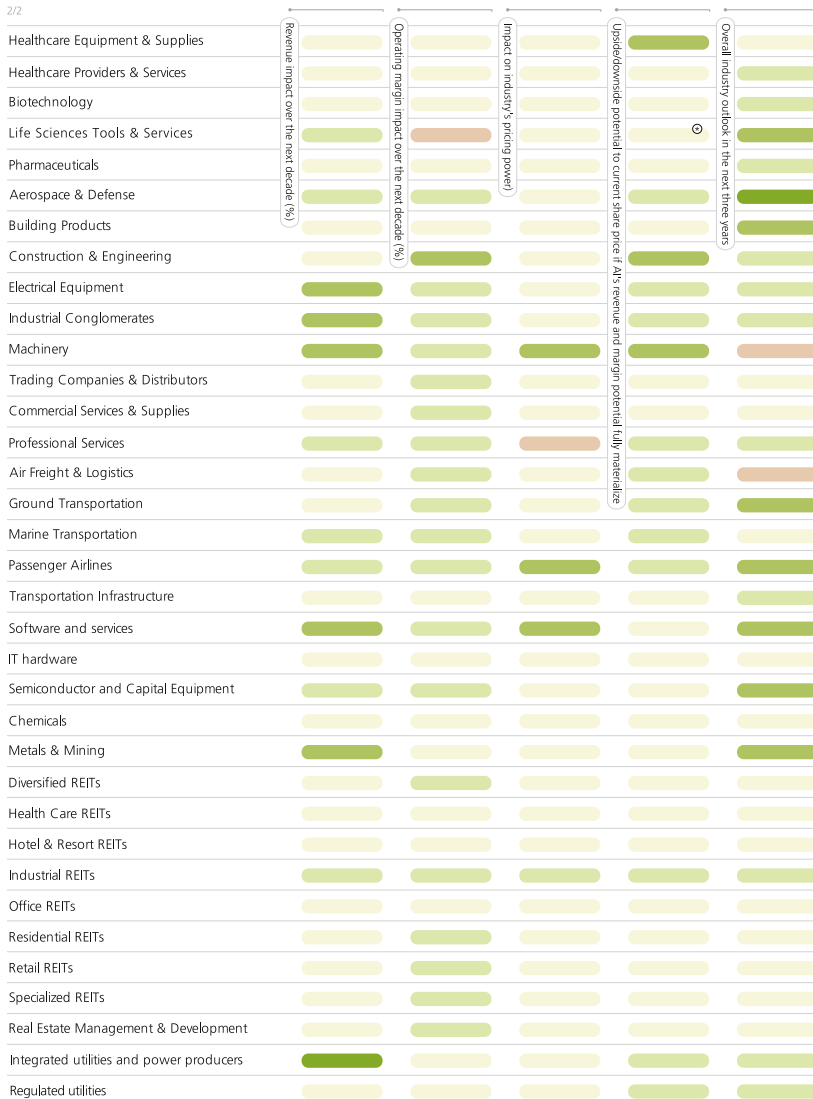 2/2
Revenue impact over the next decade (%)
Operating margin impact over the next decade (%)
Impact on industry's pricing power)
Upside/downside potential to current share price if AI's revenue and margin potential fully materialize
Overall industry outlook in the next three years
Healthcare Equipment & Supplies
Healthcare Providers & Services
Biotechnology
Life Sciences Tools & Services
Pharmaceuticals
Aerospace & Defense
Building Products
Construction & Engineering
Electrical Equipment
Industrial Conglomerates
Machinery
Trading Companies & Distributors
Commercial Services & Supplies
Professional Services
Air Freight & Logistics
Ground Transportation
Marine Transportation
Passenger Airlines
Transportation Infrastructure
Software and services
IT hardware
Semiconductor and Capital Equipment
Chemicals
Metals & Mining
Diversified REITs
Health Care REITs
Hotel & Resort REITs
Industrial REITs
Office REITs
Residential REITs
Retail REITs
Specialized REITs
Real Estate Management & Development
Integrated utilities and power producers
Regulated utilities